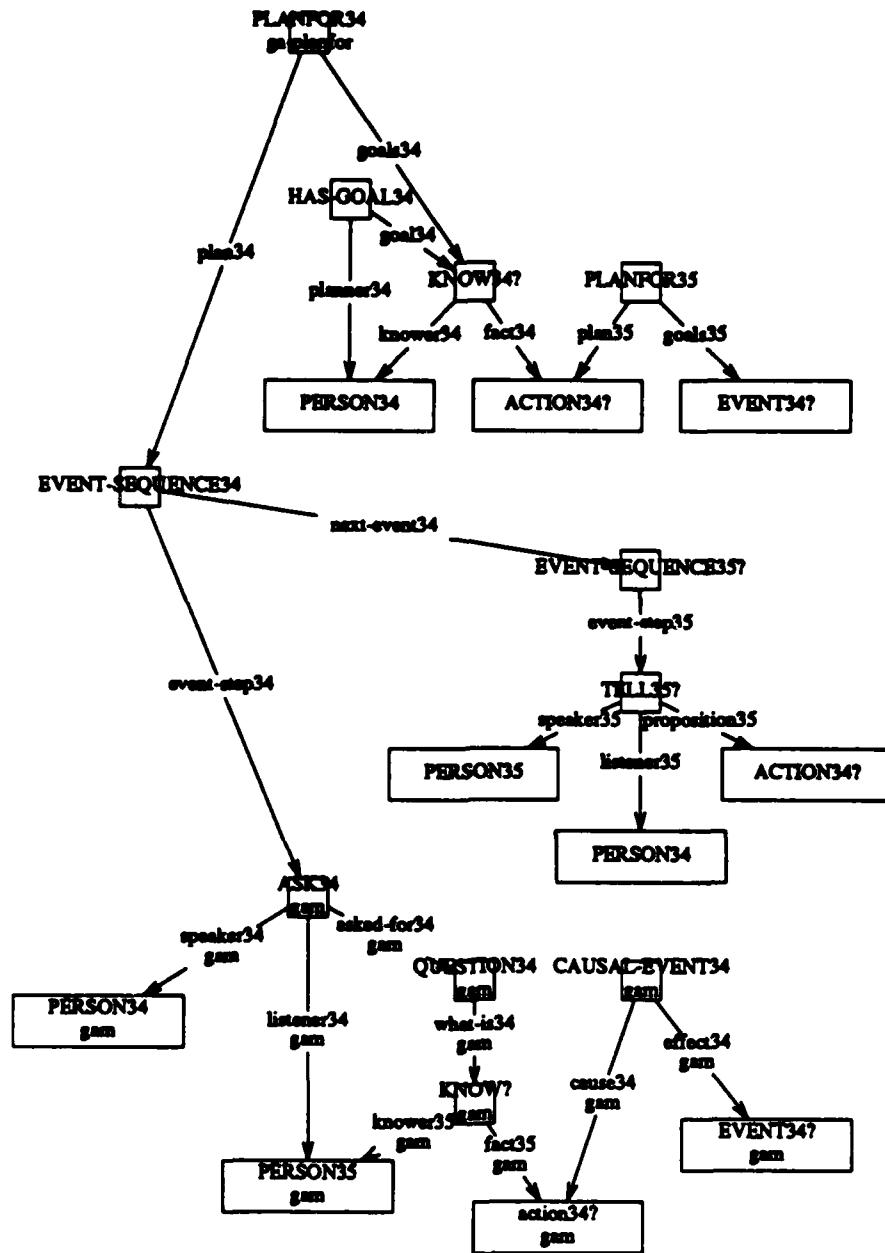 PLANFOR34
ga-planfor
goals34
HAS-GOAL34
goal34
plan34
KNOW34?
PLANFOR35
planner34
knower34
fact34
plan35
goals35
PERSON34
ACTION34?
EVENT34?
EVENT-SEQUENCE34
next-event34
EVENT-SEQUENCE35?
event-step35
event-step34
TELL35?
speaker35
proposition35
PERSON35
listener35
ACTION34?
PERSON34
ASK34
gam
speaker34
gam
asked-for34
gam
QUESTION34
gam
CAUSAL-EVENT34
gam
PERSON34
gam
listener34
gam
what-is34
gam
effect34
gam
cause34
gam
KNOW?
gam
knower35
gam
fact35
gam
EVENT34?
gam
PERSON35
gam
action34?
gam